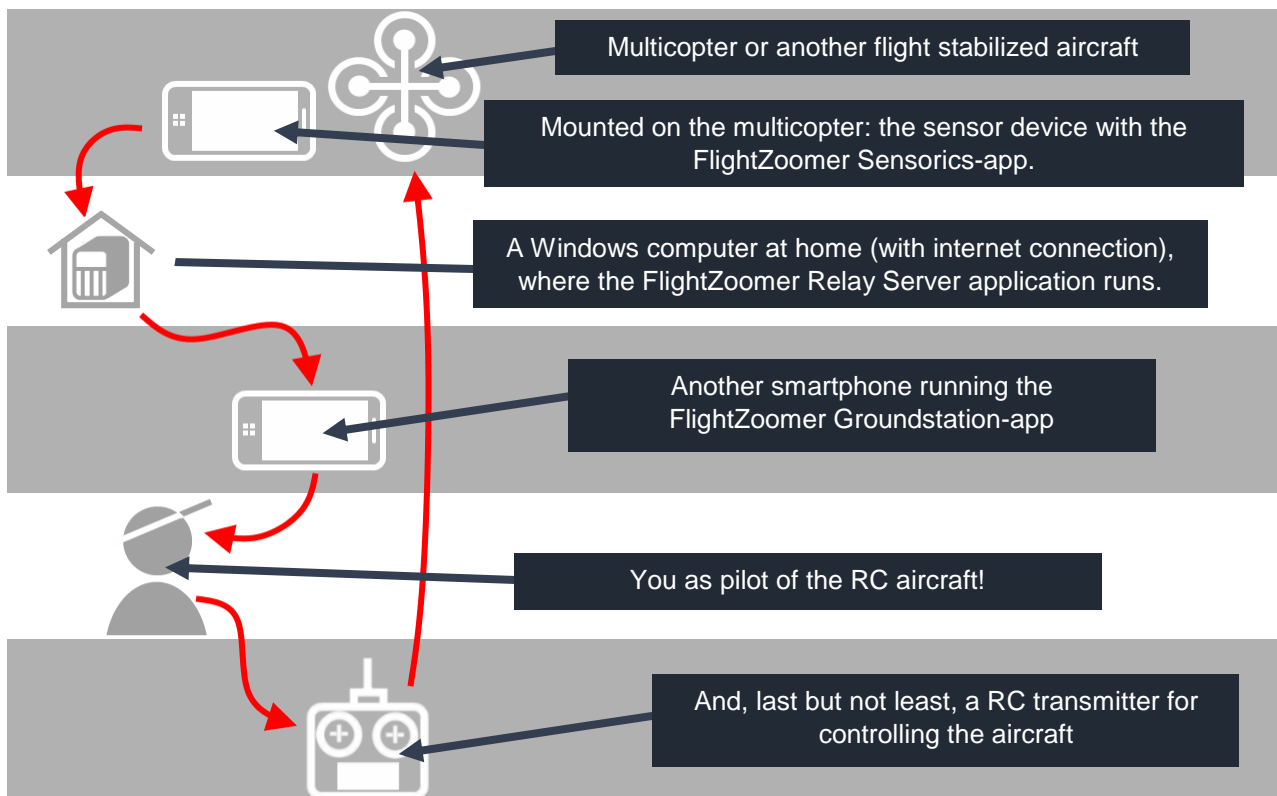 Multicopter or another flight stabilized aircraft
Mounted on the multicopter: the sensor device with the
FlightZoomer Sensorics-app.
A Windows computer at home (with internet connection),
where the FlightZoomer Relay Server application runs.
Another smartphone running the
FlightZoomer Groundstation-app
You as pilot of the RC aircraft!
And, last but not least, a RC transmitter for
controlling the aircraft